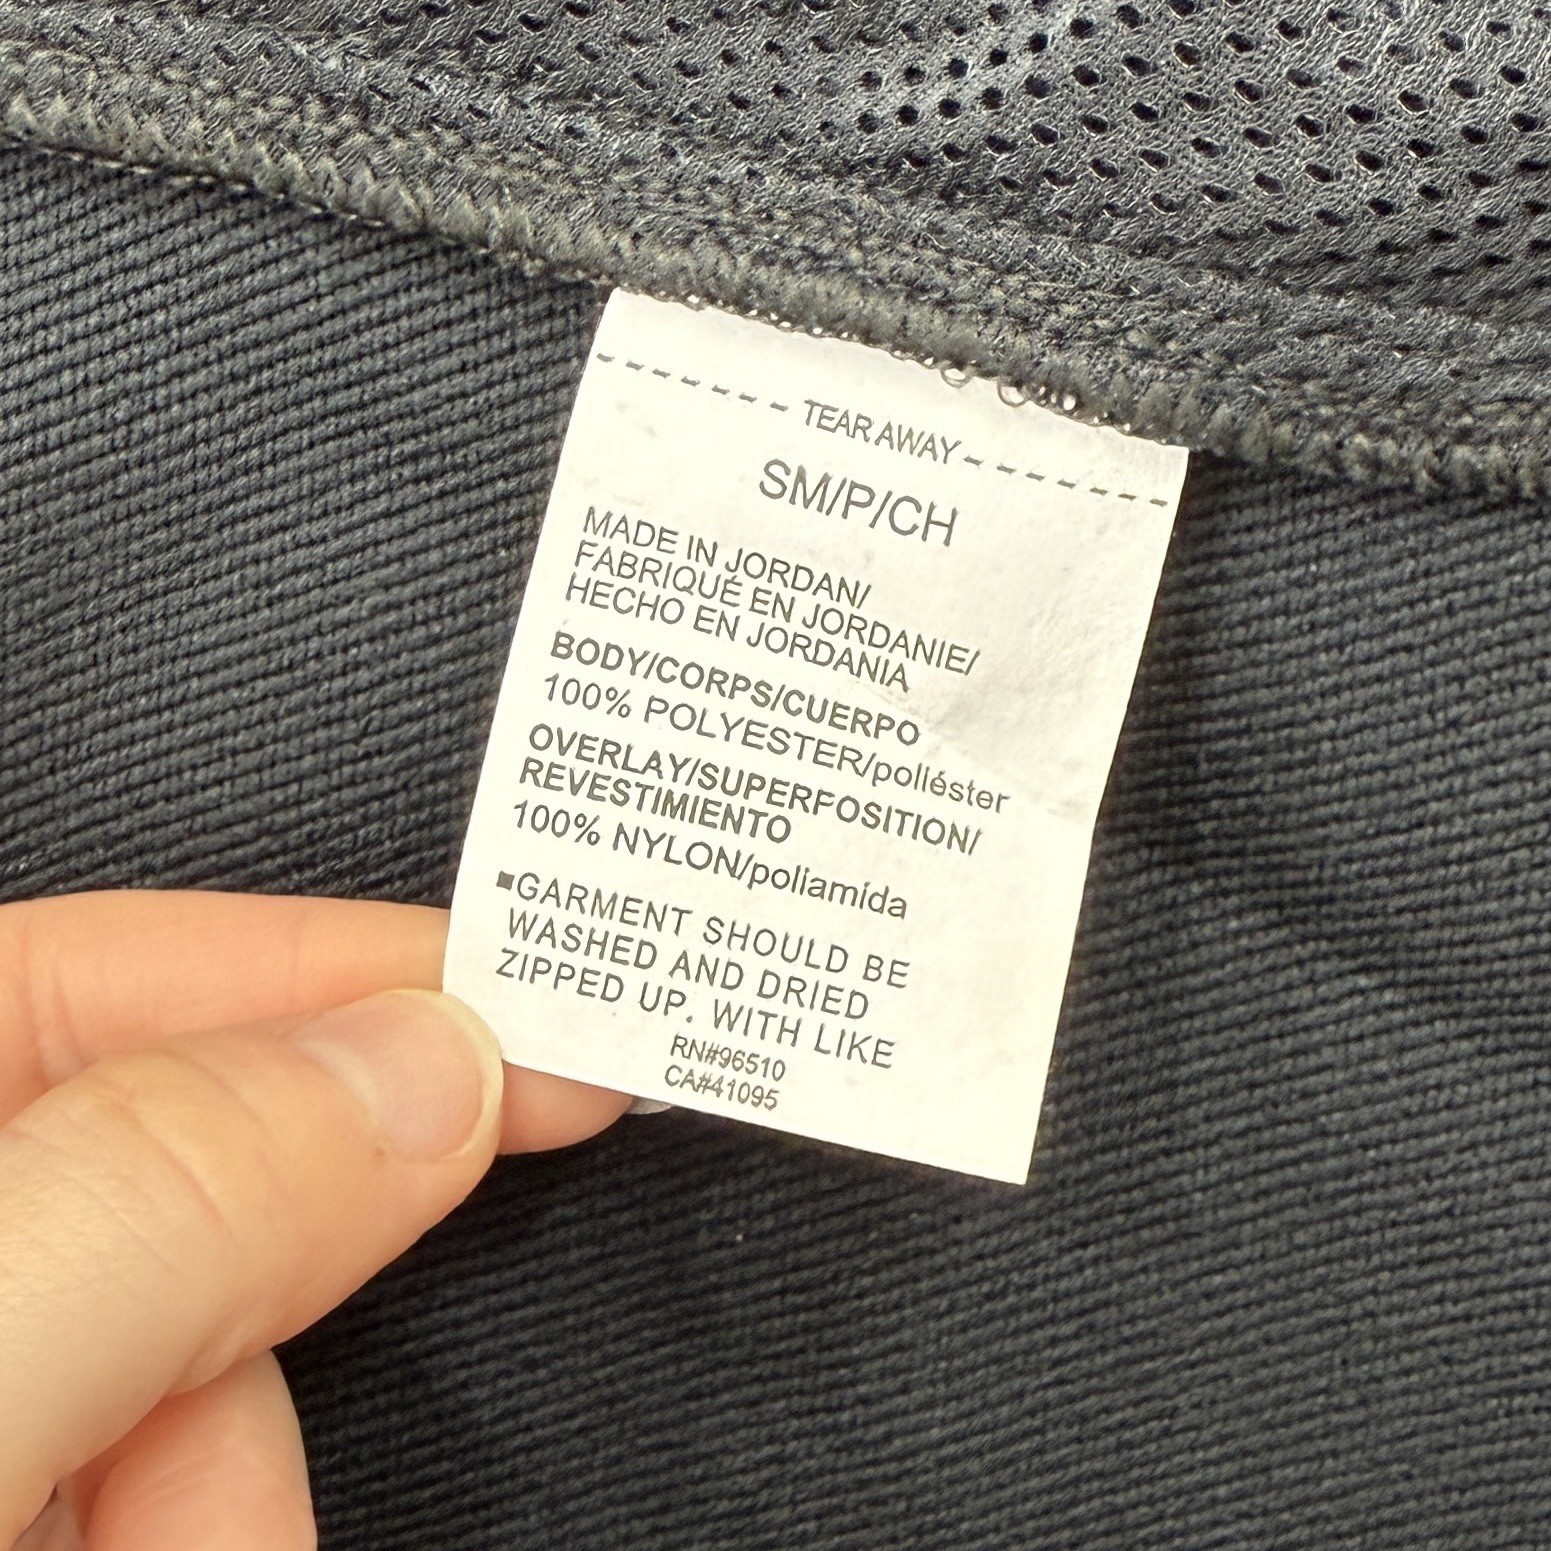 TEAR AWAY
SM/P/CH
MADE IN JORDAN/
FABRIQUÉ EN JORDANIE/
HECHO EN JORDANIA
BODY/CORPS/CUERPO
100% POLYESTER/poliéster
OVERLAY/SUPERFOSITION/
REVESTIMIENTO
100% NYLON/poliamida
■GARMENT SHOULD BE
WASHED AND DRIED
ZIPPED UP. WITH LIKE
RN#96510
CA#41095